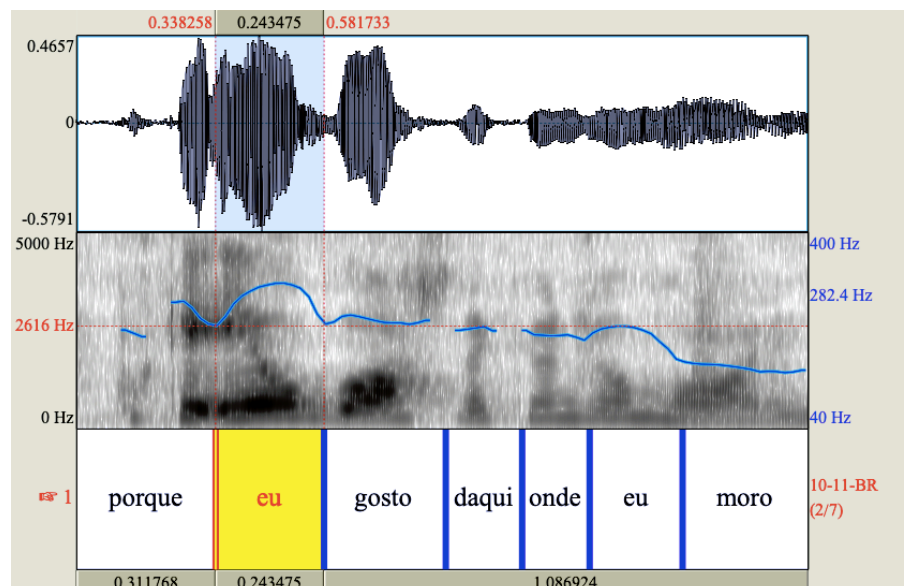 0.338258 0.243475 0.581733
0.4657
0
-0.5791
5000 Hz 400 Hz
282.4 Hz
2616 Hz
0 Hz 40 Hz
☞ 1 porque eu gosto daqui onde eu moro 10-11-BR
(2/7)
0.311768 0.243475 1.086924